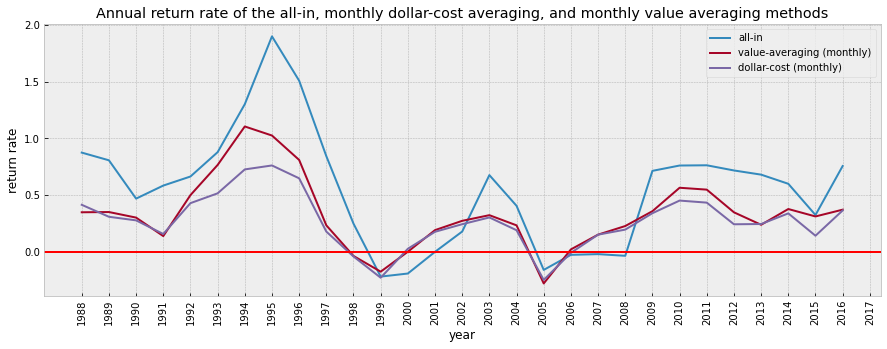 Annual return rate of the all-in, monthly dollar-cost averaging, and monthly value averaging methods
2.0
1.5
1.0
0.5
0.0
return rate
all-in
value-averaging (monthly)
dollar-cost (monthly)
1988 1989 1990 1991 1992 1993 1994 1995 1996 1997 1998 1999 2000 2001 2002 2003 2004 2005 2006 2007 2008 2009 2010 2011 2012 2013 2014 2015 2016 2017
year